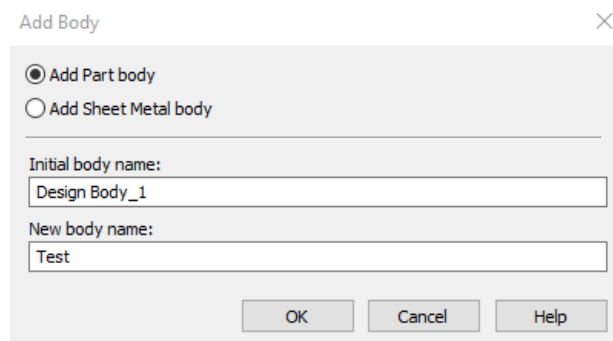 Add Body
Add Part body
Add Sheet Metal body
Initial body name:
Design Body_1
New body name:
Test
OK Cancel Help